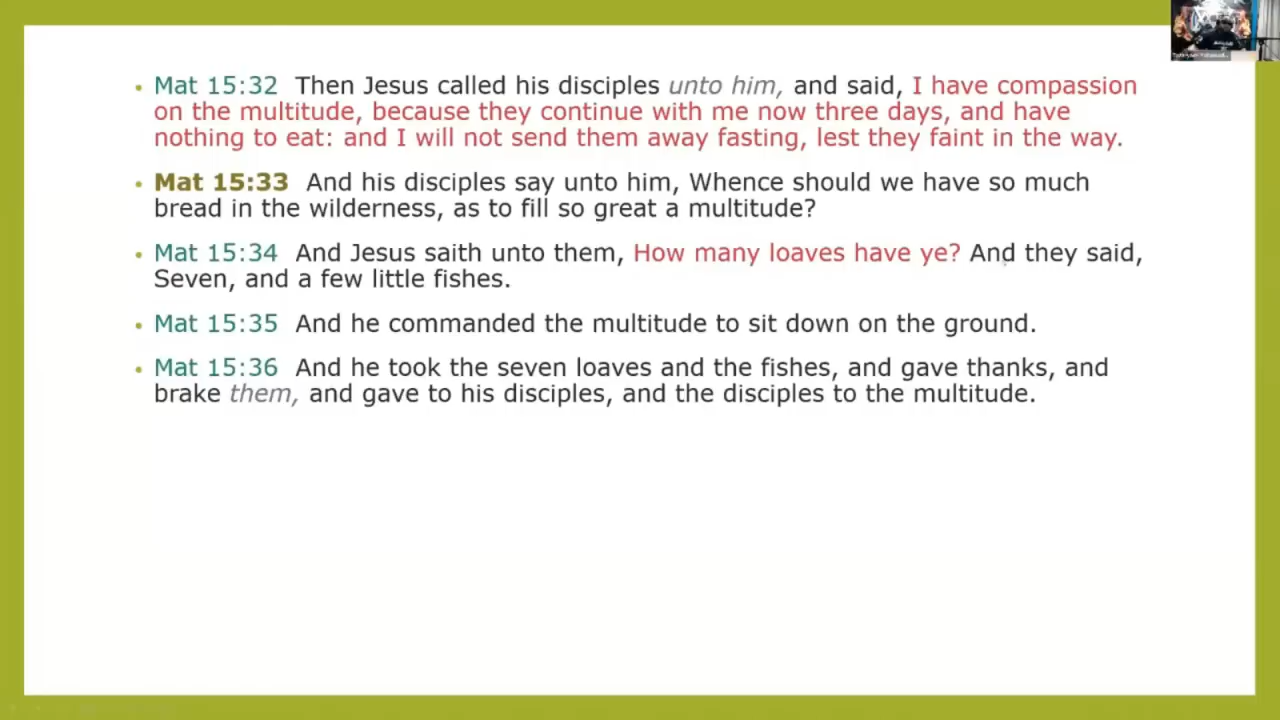 Mat 15:32 Then Jesus called his disciples unto him, and said, I have compassion
on the multitude, because they continue with me now three days, and have
nothing to eat: and I will not send them away fasting, lest they faint in the way.
Mat 15:33 And his disciples say unto him, Whence should we have so much
bread in the wilderness, as to fill so great a multitude?
Mat 15:34 And Jesus saith unto them, How many loaves have ye? And they said,
Seven, and a few little fishes.
Mat 15:35 And he commanded the multitude to sit down on the ground.
Mat 15:36 And he took the seven loaves and the fishes, and gave thanks, and
brake them, and gave to his disciples, and the disciples to the multitude.